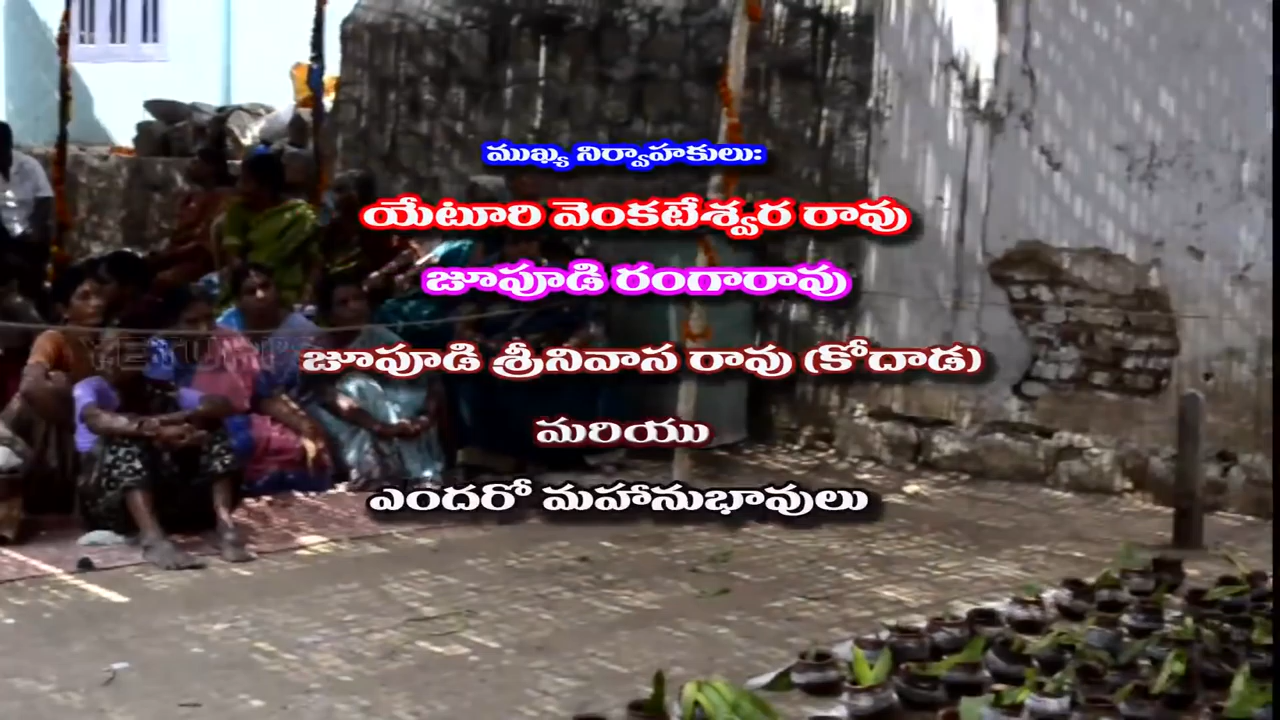 ముఖ్య నిర్వాహకులు:
యేటూరి వెంకటేశ్వర రావు
జూపూడి రంగారావు
జూపూడి శ్రీనివాస రావు (కోదాడ)
మరియు
ఎందరో మహానుభావులు